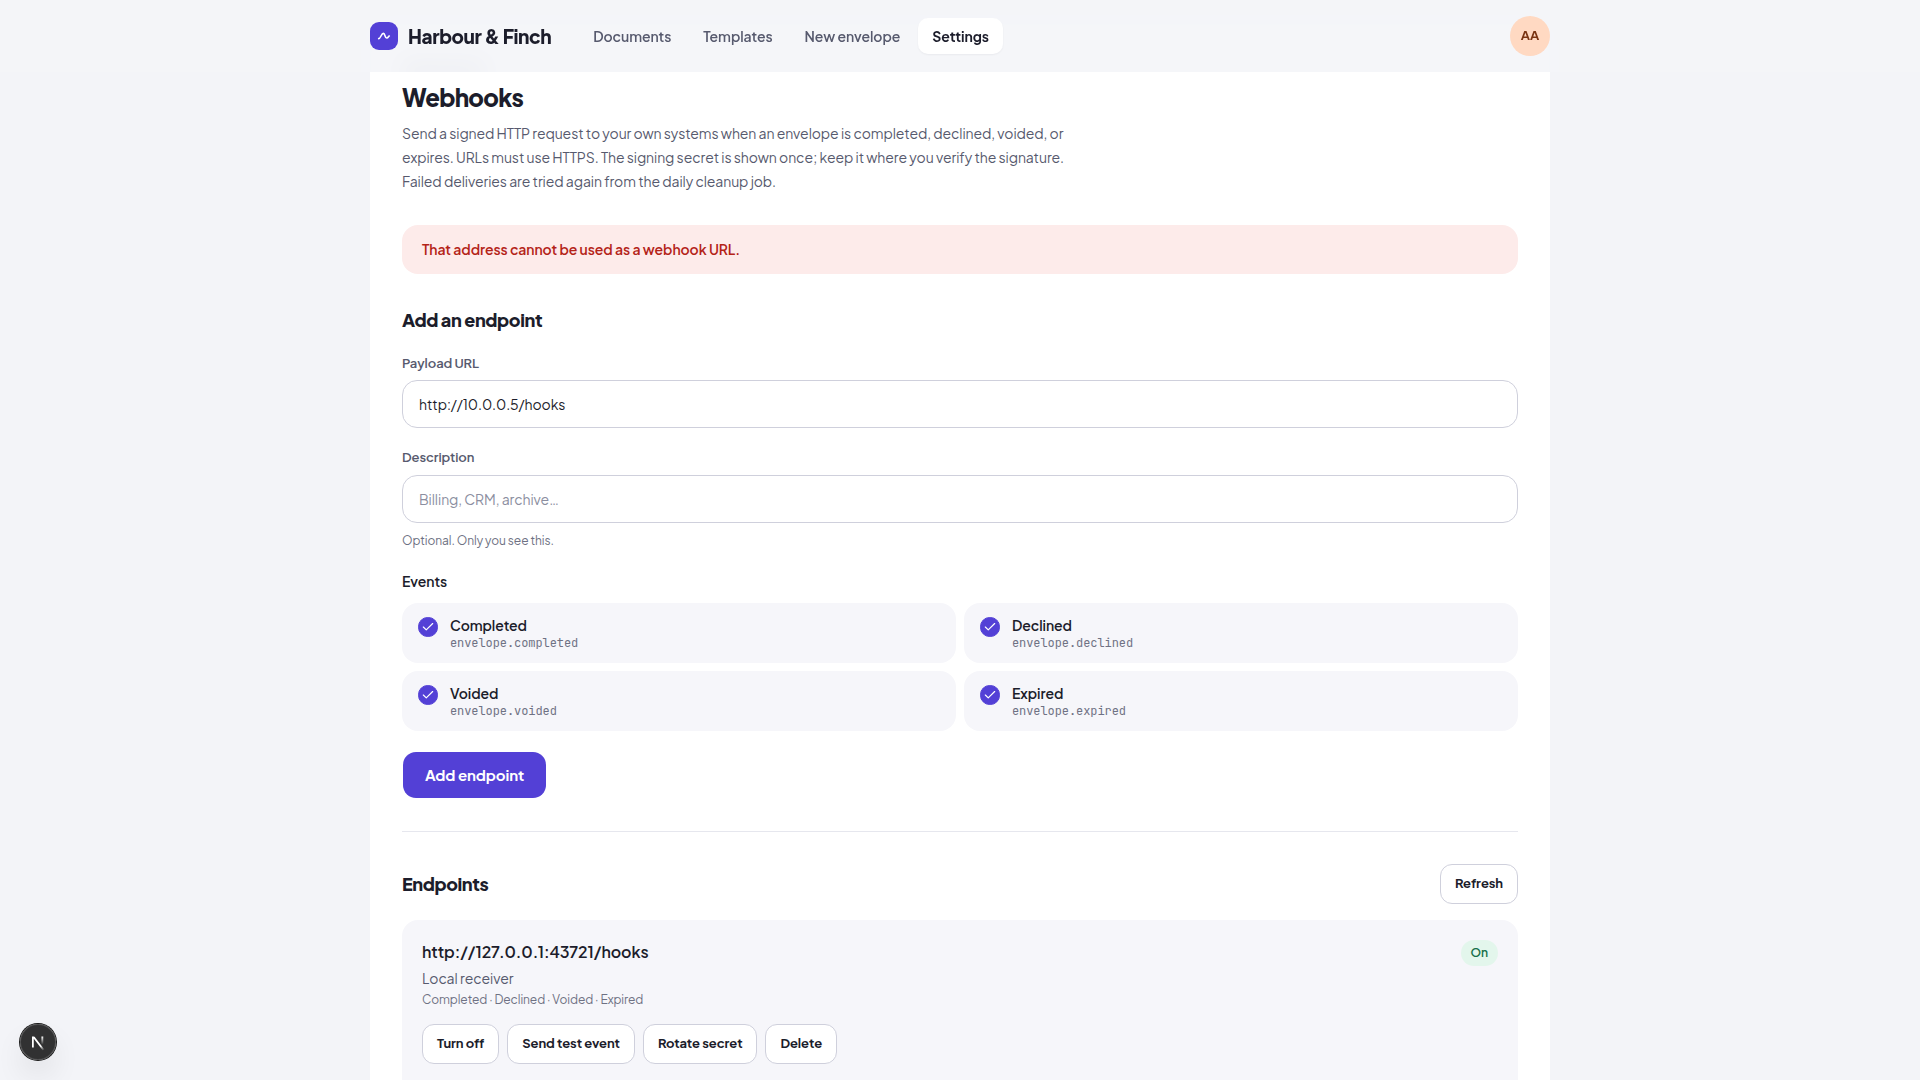 Harbour & Finch
Documents
Templates
New envelope
Settings
AA
Webhooks
Send a signed HTTP request to your own systems when an envelope is completed, declined, voided, or
expires. URLs must use HTTPS. The signing secret is shown once; keep it where you verify the signature.
Failed deliveries are tried again from the daily cleanup job.
That address cannot be used as a webhook URL.
Add an endpoint
Payload URL
http://10.0.0.5/hooks
Description
Billing, CRM, archive…
Optional. Only you see this.
Events
Completed
envelope.completed
Declined
envelope.declined
Voided
envelope.voided
Expired
envelope.expired
Add endpoint
Endpoints
Refresh
http://127.0.0.1:43721/hooks
On
Local receiver
Completed · Declined · Voided · Expired
Turn off
Send test event
Rotate secret
Delete
N